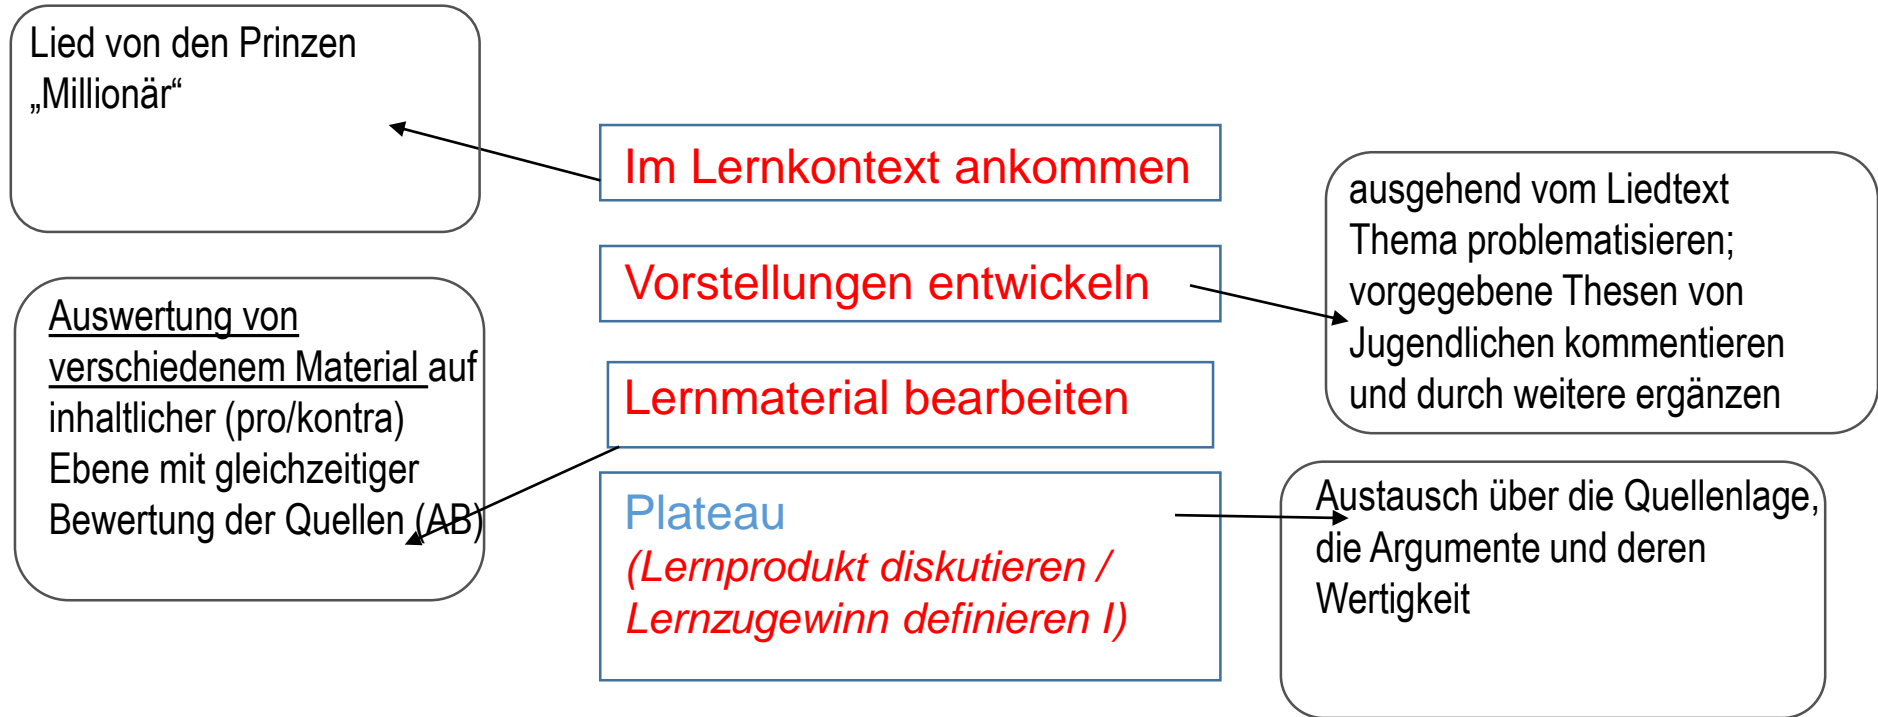 Lied von den Prinzen
„Millionär“
Im Lernkontext ankommen
ausgehend vom Liedtext
Thema problematisieren;
vorgegebene Thesen von
Jugendlichen kommentieren
und durch weitere ergänzen
Vorstellungen entwickeln
Auswertung von
verschiedenem Material auf
inhaltlicher (pro/kontra)
Ebene mit gleichzeitiger
Bewertung der Quellen (AB)
Lernmaterial bearbeiten
Plateau
(Lernprodukt diskutieren /
Lernzugewinn definieren I)
Austausch über die Quellenlage,
die Argumente und deren
Wertigkeit